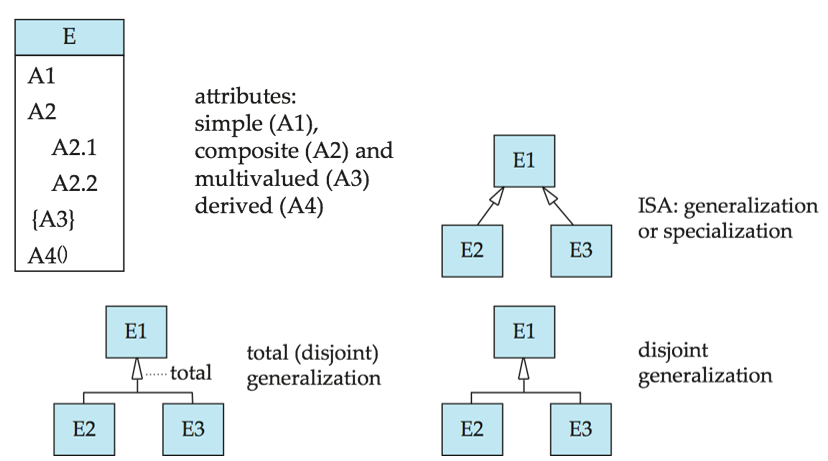 E
A1
A2
A2.1
A2.2
{A3}
A4()
attributes:
simple (A1),
composite (A2) and
multivalued (A3)
derived (A4)
E1
E2
E3
ISA: generalization
or specialization
E1
total
E2
E3
total (disjoint)
generalization
E1
E2
E3
disjoint
generalization